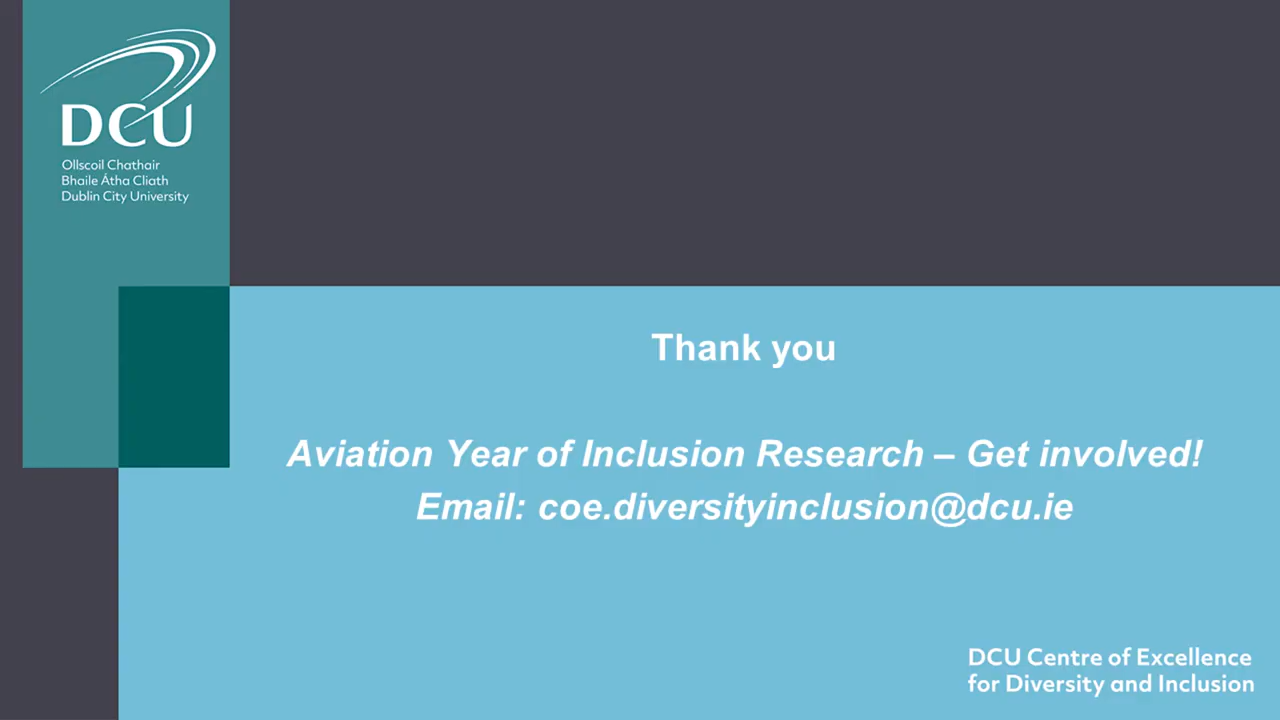 DCU
Ollscoil Chathair
Bhaile Átha Cliath
Dublin City University
Thank you
Aviation Year of Inclusion Research – Get involved!
Email: coe.diversityinclusion@dcu.ie
DCU Centre of Excellence
for Diversity and Inclusion